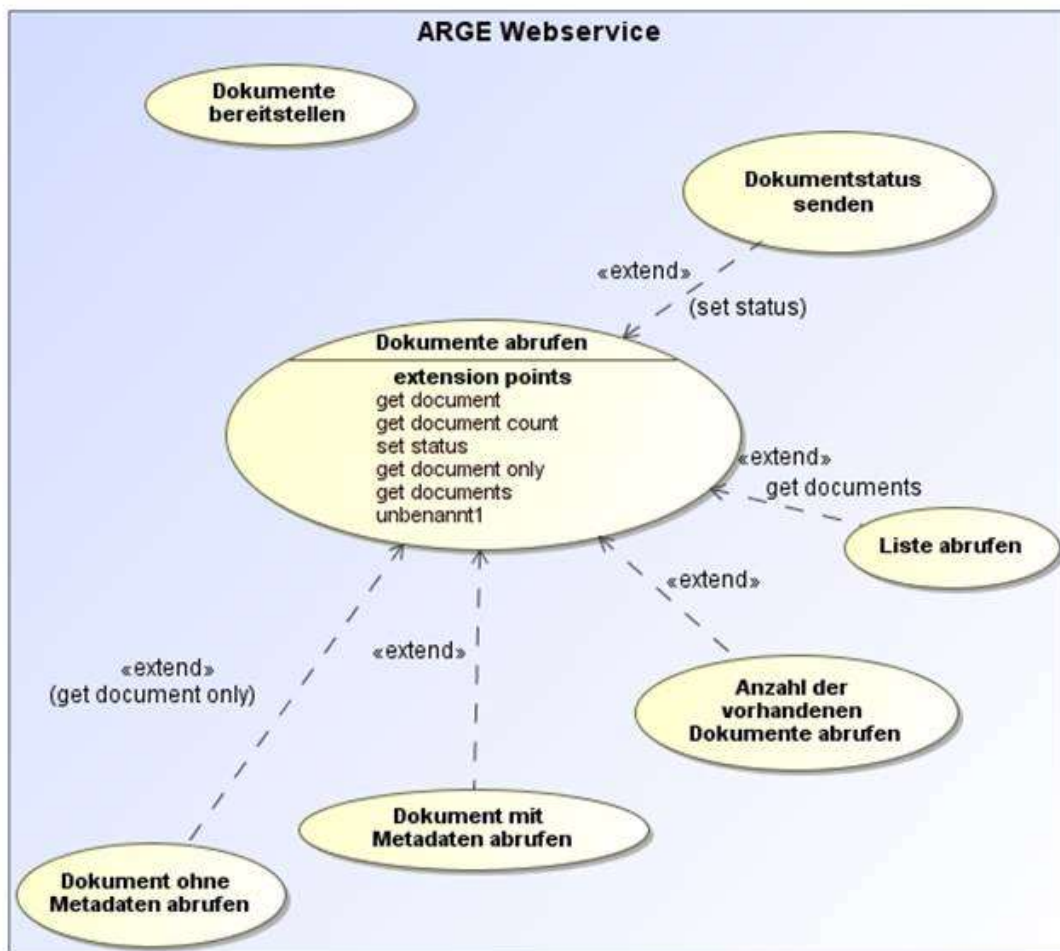 ARGE Webservice
Dokumente
bereitstellen
Dokumentstatus
senden
«extend»
(set status)
Dokumente abrufen
extension points
get document
get document count
set status
get document only
get documents
unbenannt1
«extend»
get documents
Liste abrufen
«extend»
«extend»
«extend»
(get document only)
Anzahl der
vorhandenen
Dokumente abrufen
Dokument mit
Metadaten abrufen
Dokument ohne
Metadaten abrufen